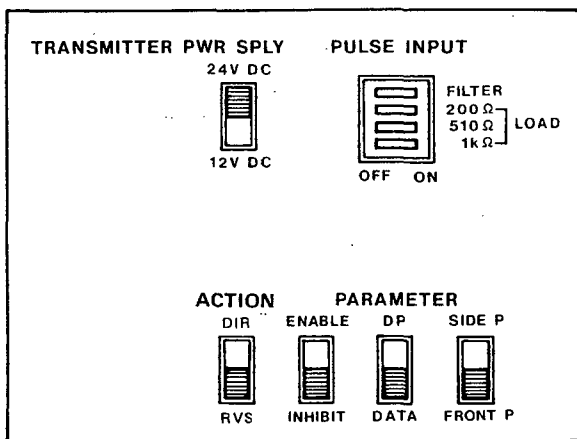 TRANSMITTER PWR SPLY PULSE INPUT
24V DC
12V DC
FILTER
200 Ω
510 Ω LOAD
1k Ω
OFF ON
ACTION PARAMETER
DIR ENABLE DP SIDE P
RVS INHIBIT DATA FRONT P